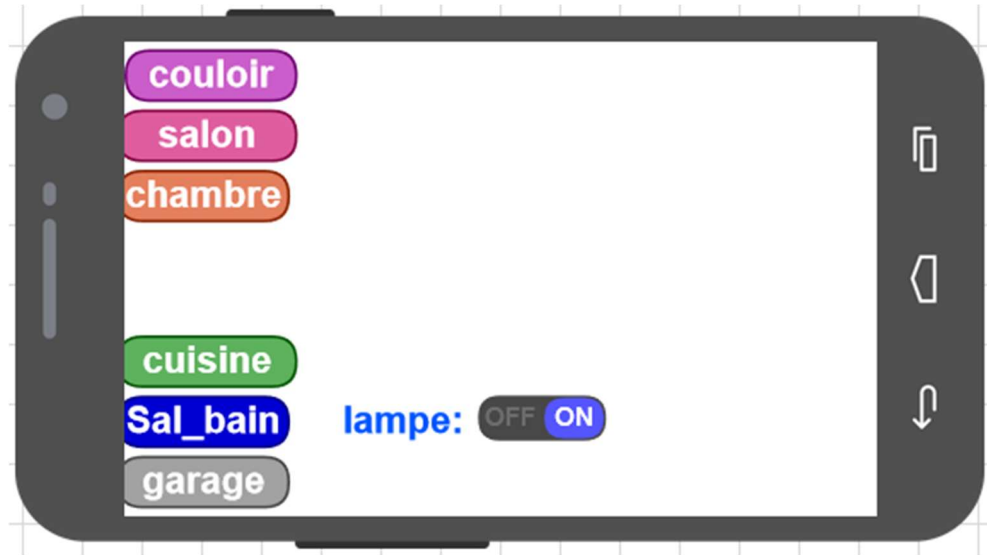 couloir
salon
chambre
cuisine
Sal_bain lampe: OFF ON
garage